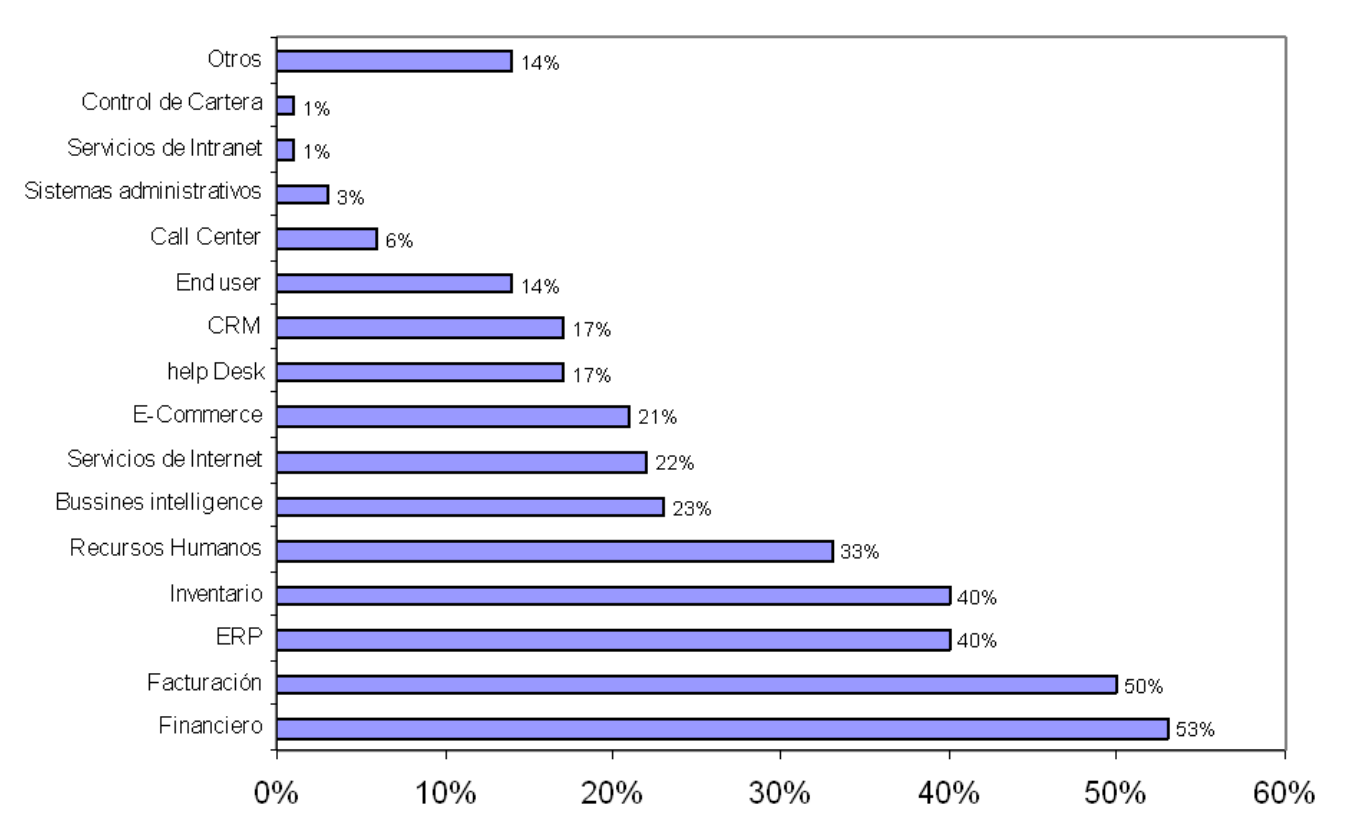 Otros 14%
Control de Cartera 1%
Servicios de Intranet 1%
Sistemas administrativos 3%
Call Center 6%
End user 14%
CRM 17%
help Desk 17%
E-Commerce 21%
Servicios de Internet 22%
Bussines intelligence 23%
Recursos Humanos 33%
Inventario 40%
ERP 40%
Facturación 50%
Financiero 53%
0% 10% 20% 30% 40% 50% 60%